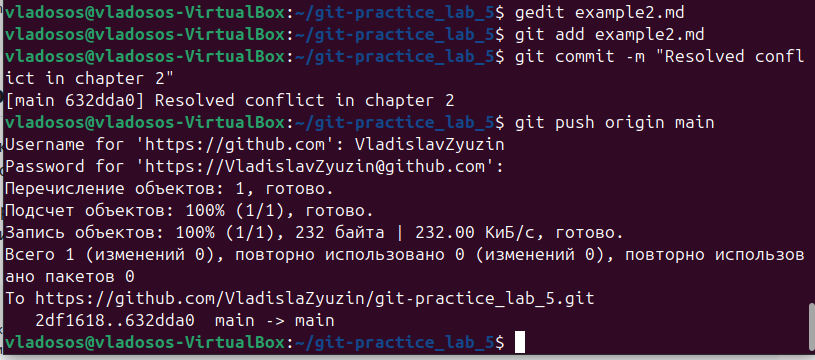 vladosos@vladosos-VirtualBox:~/git-practice_lab_5$ gedit example2.md
vladosos@vladosos-VirtualBox:~/git-practice_lab_5$ git add example2.md
vladosos@vladosos-VirtualBox:~/git-practice_lab_5$ git commit -m "Resolved confl
ict in chapter 2"
[main 632dda0] Resolved conflict in chapter 2
vladosos@vladosos-VirtualBox:~/git-practice_lab_5$ git push origin main
Username for 'https://github.com': VladislavZyuzin
Password for 'https://VladislavZyuzin@github.com':
Перечисление объектов: 1, готово.
Подсчет объектов: 100% (1/1), готово.
Запись объектов: 100% (1/1), 232 байта | 232.00 КиБ/с, готово.
Всего 1 (изменений 0), повторно использовано 0 (изменений 0), повторно использов
ано пакетов 0
To https://github.com/VladislaZyuzin/git-practice_lab_5.git
   2df1618..632dda0  main -> main
vladosos@vladosos-VirtualBox:~/git-practice_lab_5$